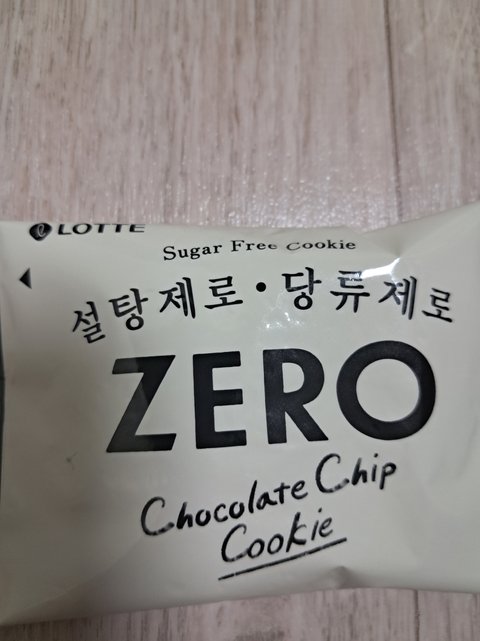 LOTTE
Sugar Free Cookie
설탕제로·당류제로
ZERO
Chocolate Chip
Cookie